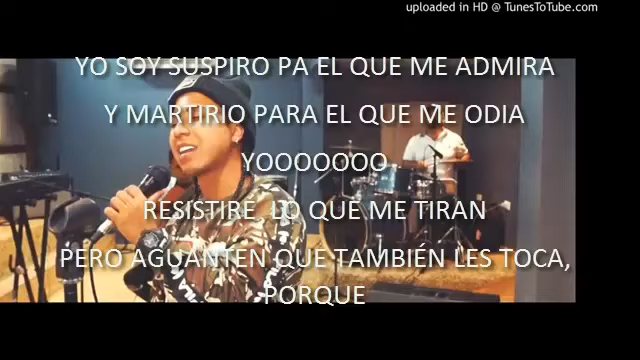 uploaded in HD @ TunesToTube.com
YO SOY SUSPIRO PA EL QUE ME ADMIRA
Y MARTIRIO PARA EL QUE ME ODIA
YOOOOOOO
RESISTIRÉ LO QUE ME TIRAN
PERO AGUANTEN QUE TAMBIÉN LES TOCA,
PORQUE